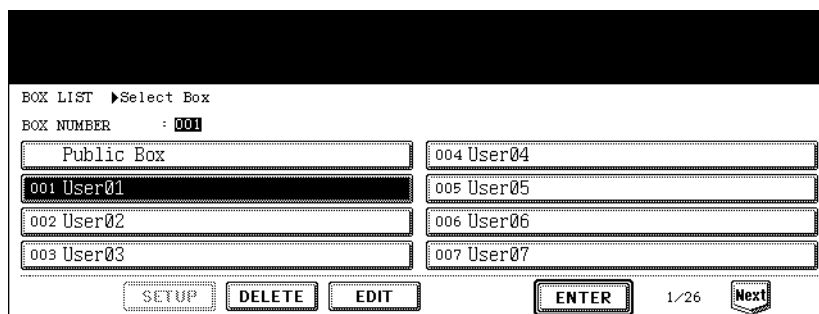 BOX LIST ▶Select Box
BOX NUMBER : 001
Public Box
001 User01
002 User02
003 User03
004 User04
005 User05
006 User06
007 User07
SETUP DELETE EDIT ENTER 1/26 Next